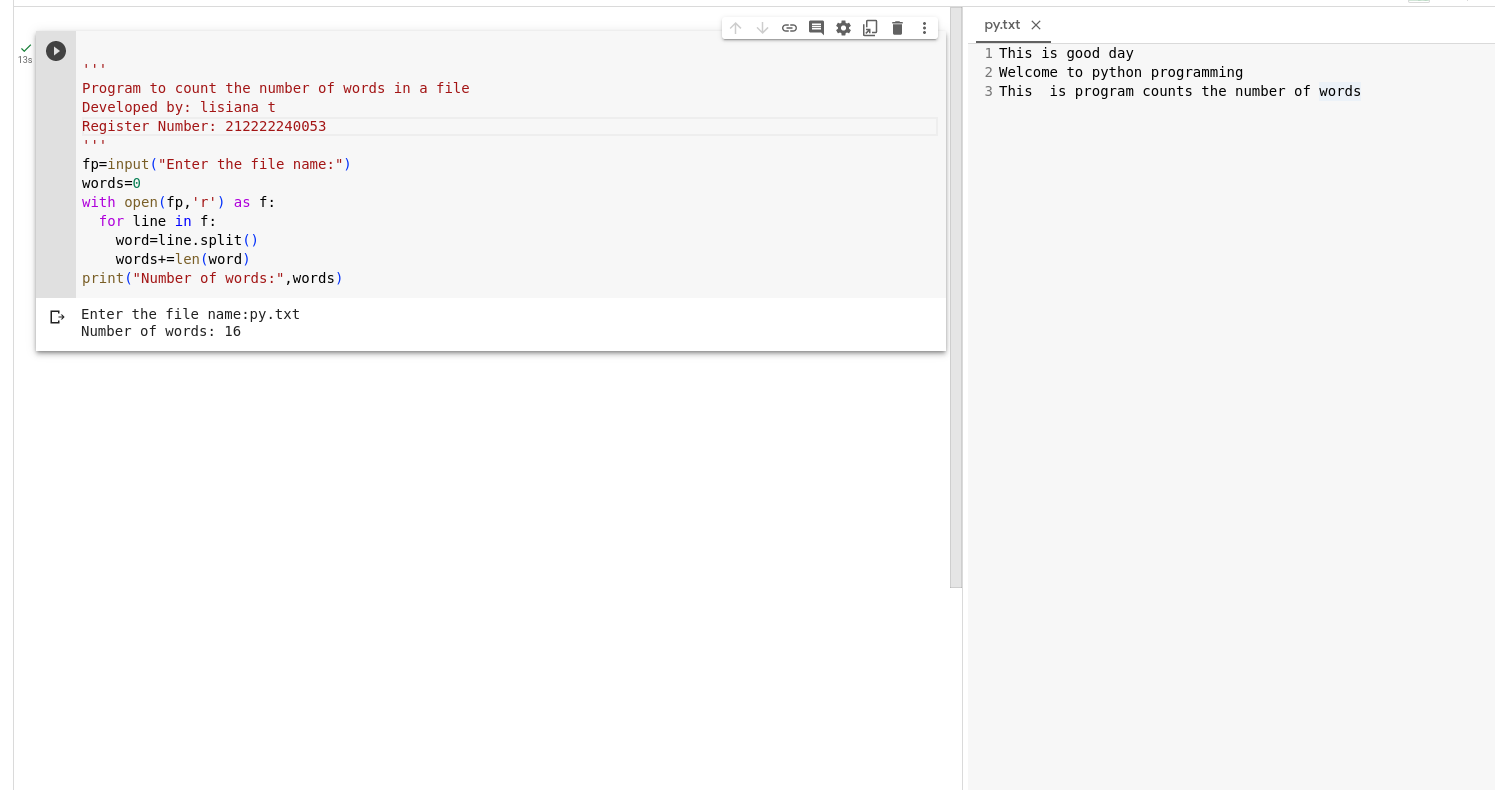 13s
'''
Program to count the number of words in a file
Developed by: lisiana t
Register Number: 212222240053
'''
fp=input("Enter the file name:")
words=0
with open(fp,'r') as f:
  for line in f:
    word=line.split()
    words+=len(word)
print("Number of words:",words)
Enter the file name:py.txt
Number of words: 16
py.txt
1 This is good day
2 Welcome to python programming
3 This  is program counts the number of words